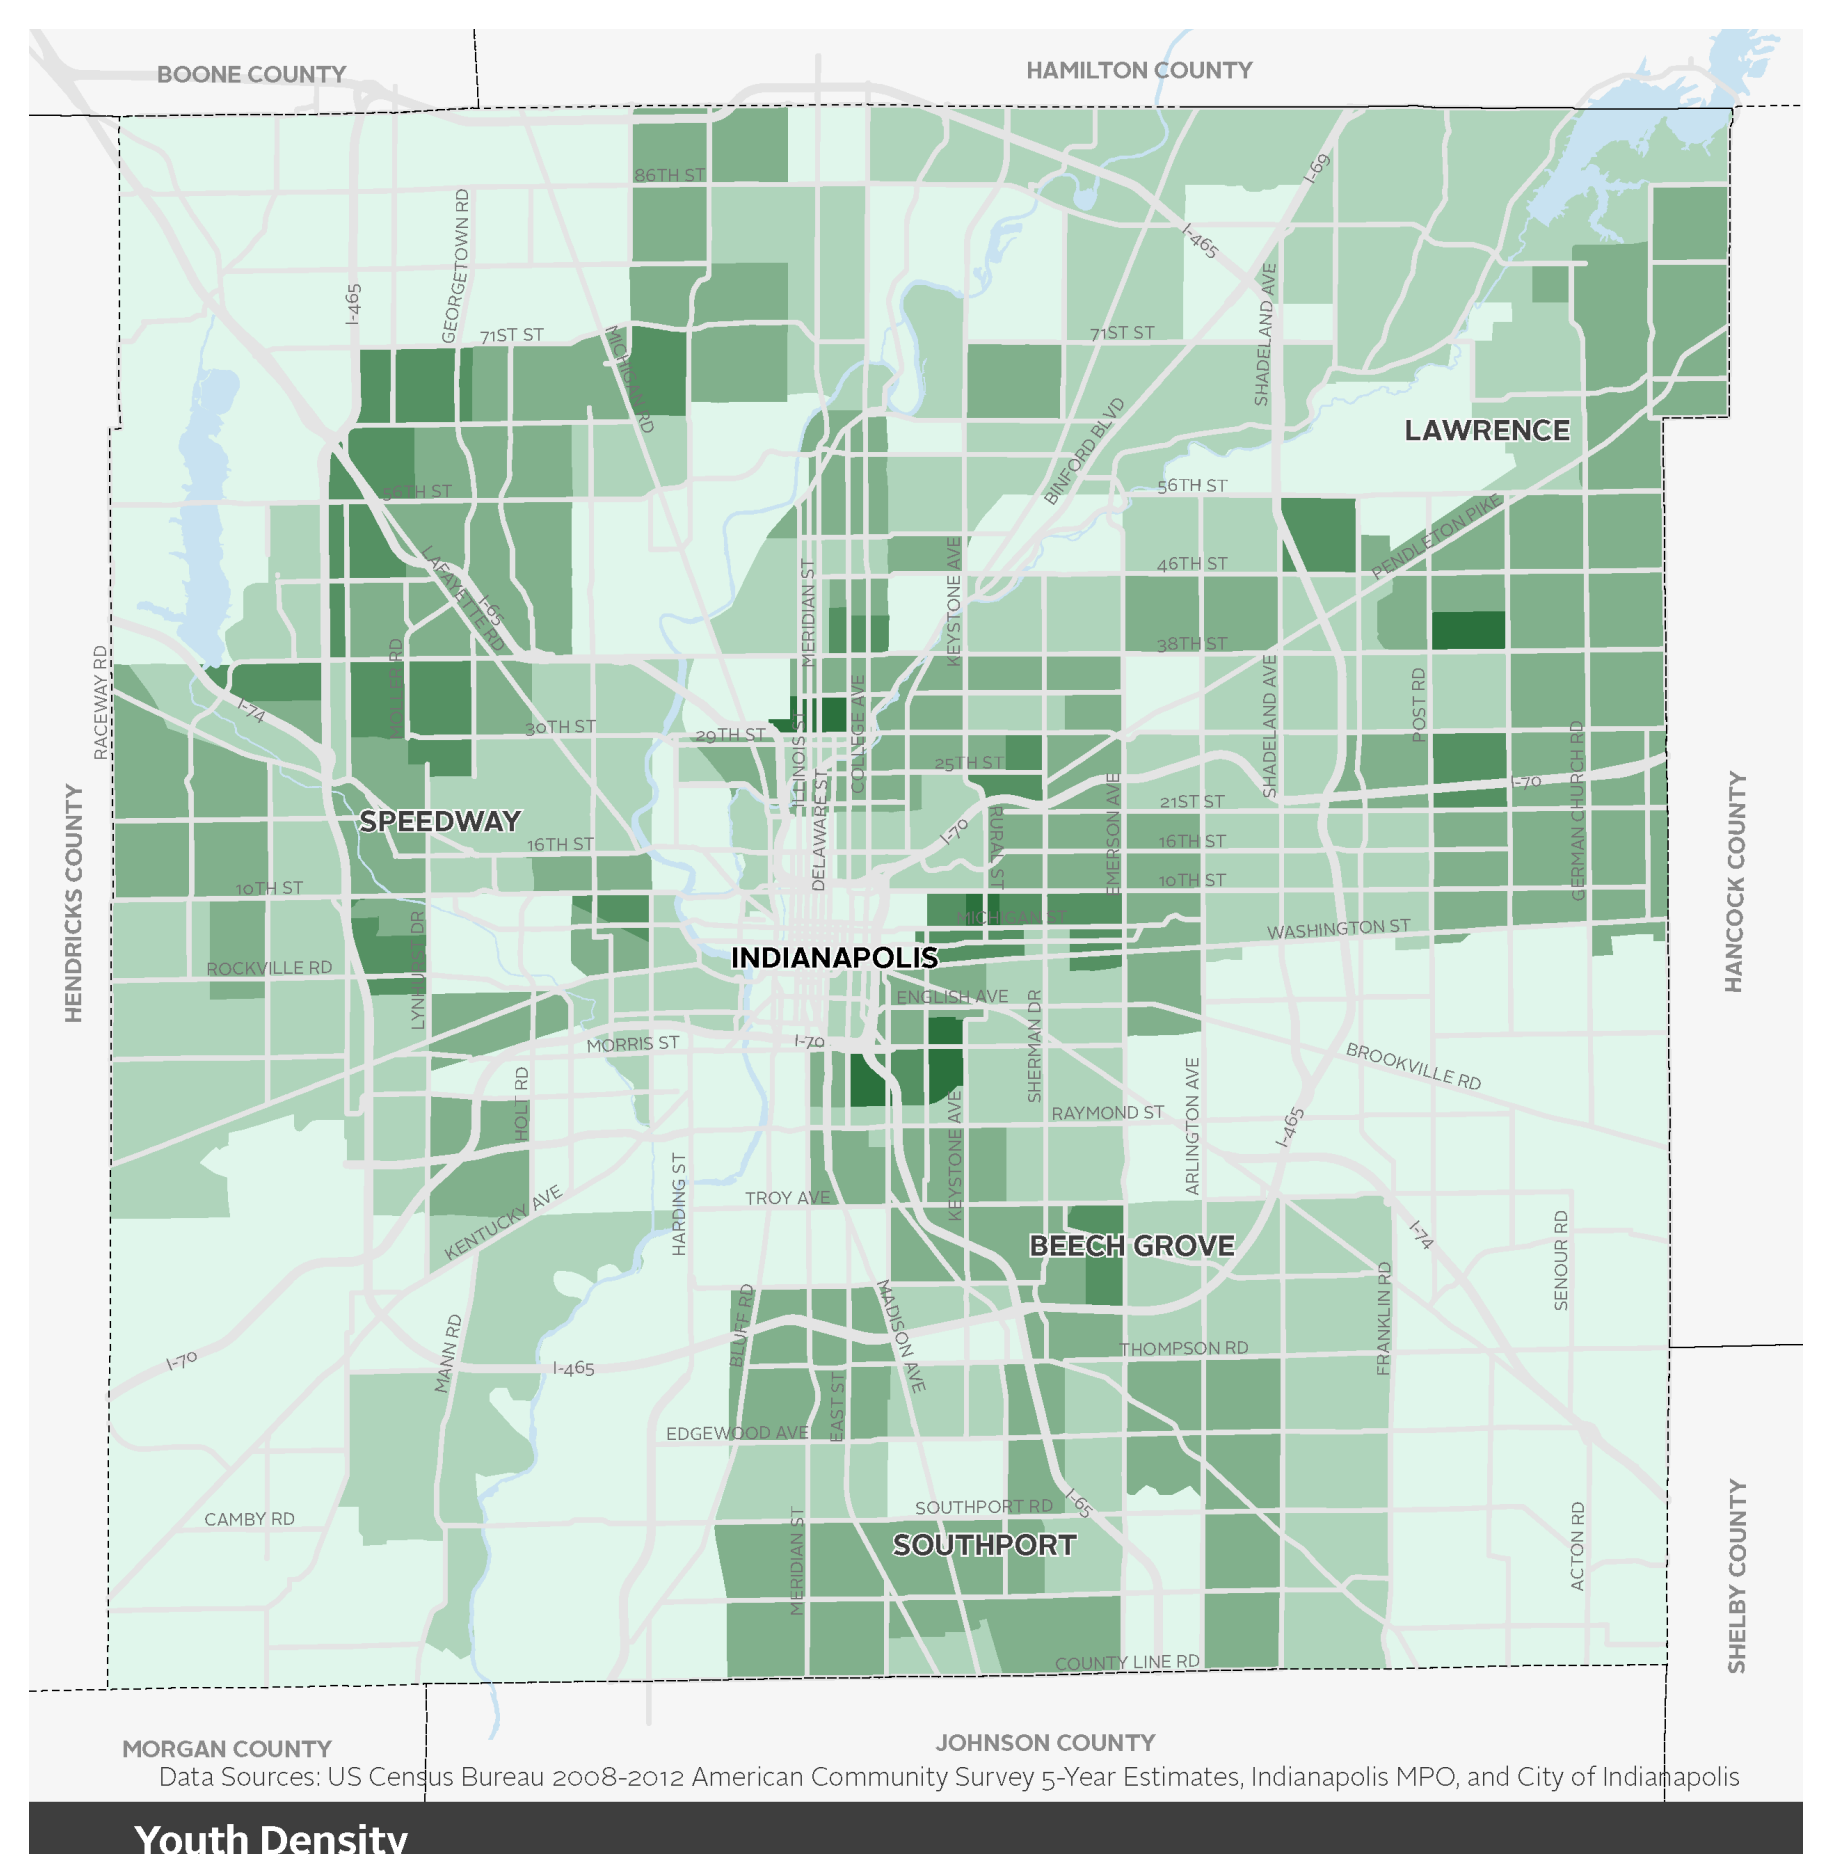 BOONE COUNTY
HAMILTON COUNTY
86TH ST
I-69
GEORGETOWN RD
I-465
I-465
SHADELAND AVE
71ST ST
MICHIGAN RD
71ST ST
BINFORD BLVD
LAWRENCE
56TH ST
56TH ST
PENDLETON PIKE
LAFAYETTE RD
I-65
MERIDIAN ST
KEYSTONE AVE
46TH ST
38TH ST
RACEWAY RD
MOLLER RD
I-74
30TH ST
29TH ST
ILLINOIS ST
COLLEGE AVE
SHADELAND AVE
POST RD
GERMAN CHURCH RD
25TH ST
I-70
HENDRICKS COUNTY
HANCOCK COUNTY
SPEEDWAY
DELAWARE ST
I-70
RURAL ST
EMERSON AVE
21ST ST
16TH ST
16TH ST
10TH ST
10TH ST
LYNHURST DR
MICHIGAN ST
WASHINGTON ST
INDIANAPOLIS
ROCKVILLE RD
ENGLISH AVE
SHERMAN DR
MORRIS ST
I-70
HOLT RD
ARLINGTON AVE
BROOKVILLE RD
I-465
RAYMOND ST
KEYSTONE AVE
HARDING ST
TROY AVE
KENTUCKY AVE
BEECH GROVE
I-74
SENOUR RD
FRANKLIN RD
BLUFF RD
MADISON AVE
MANN RD
I-70
I-465
THOMPSON RD
EAST ST
EDGEWOOD AVE
CAMBY RD
SOUTHPORT RD
I-65
SOUTHPORT
MERIDIAN ST
ACTON RD
SHELBY COUNTY
COUNTY LINE RD
MORGAN COUNTY
JOHNSON COUNTY
Data Sources: US Census Bureau 2008-2012 American Community Survey 5-Year Estimates, Indianapolis MPO, and City of Indianapolis
Youth Density